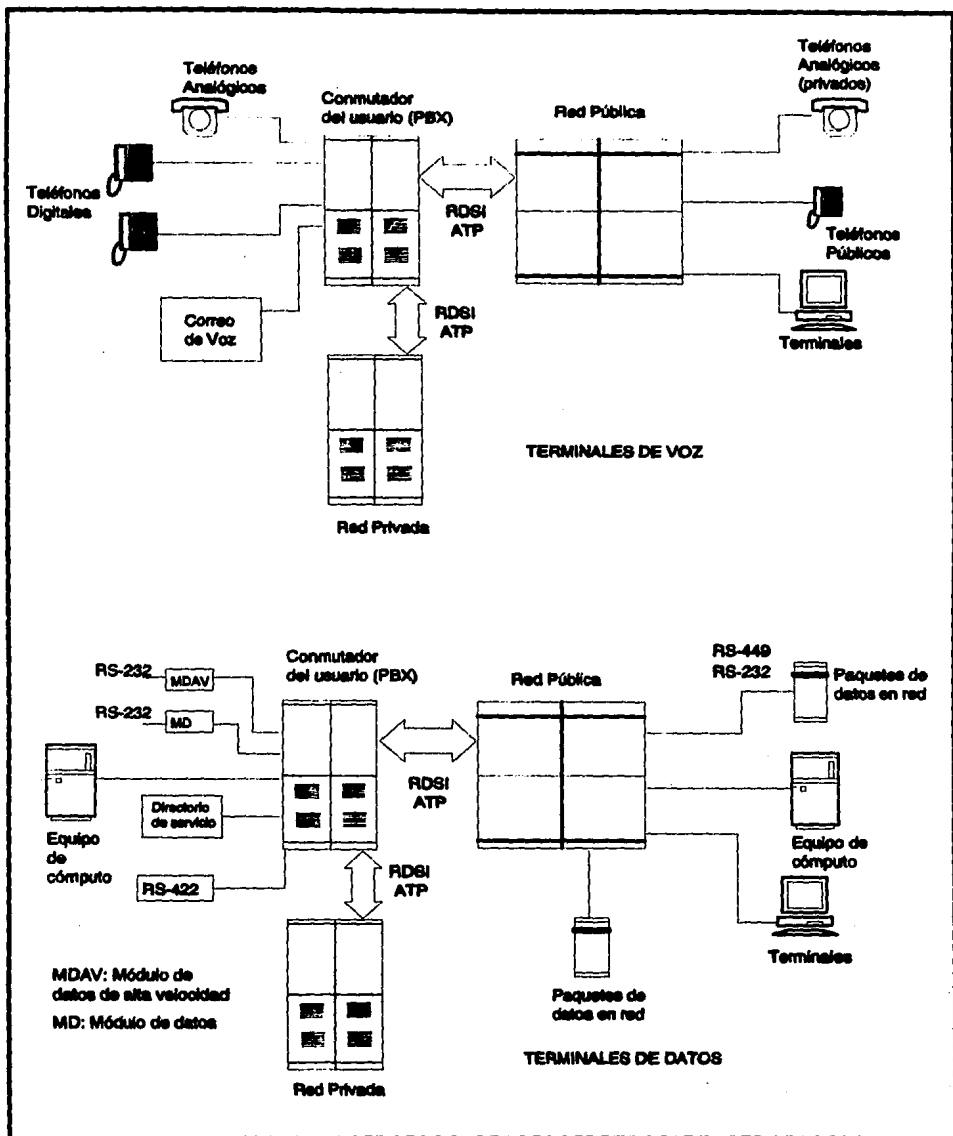 Teléfonos
Analógicos
Conmutador
del usuario (PBX)
Red Pública
Teléfonos
Analógicos
(privados)
Teléfonos
Digitales
RDSI
ATP
Teléfonos
Públicos
Correo
de Voz
RDSI
ATP
Terminales
TERMINALES DE VOZ
Red Privada
RS-232
MDAV
Conmutador
del usuario (PBX)
Red Pública
RS-449
RS-232
Paquetes de
datos en red
RS-232
MD
RDSI
ATP
Directorio
de servicio
Equipo
de
cómputo
Equipo de
cómputo
RS-422
RDSI
ATP
Terminales
MDAV: Módulo de
datos de alta velocidad
MD: Módulo de datos
Paquetes de
datos en red
TERMINALES DE DATOS
Red Privada